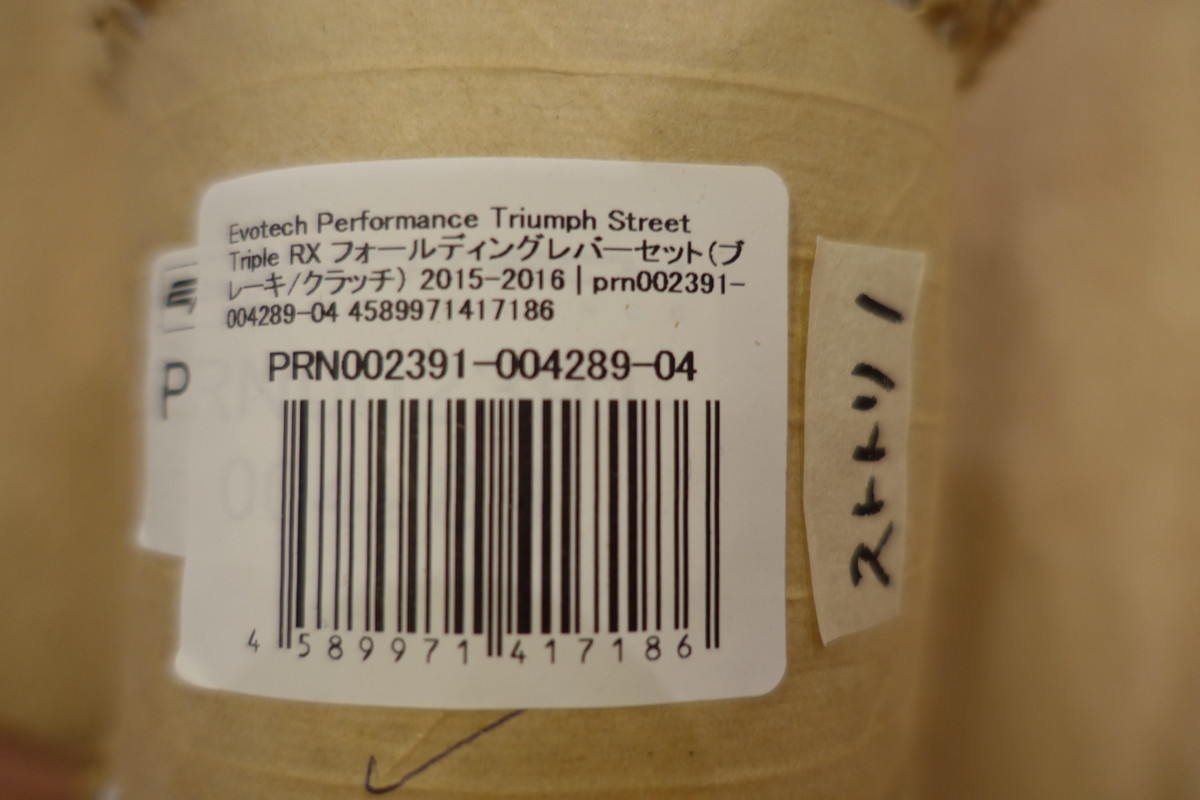 Evotech Performance Triumph Street
Triple RX フォールディングレバーセット(ブ
レーキ/クラッチ) 2015-2016 | prn002391-
004289-04 4589971417186
PRN002391-004289-04
4 589971 417186
P
ストトリ 1